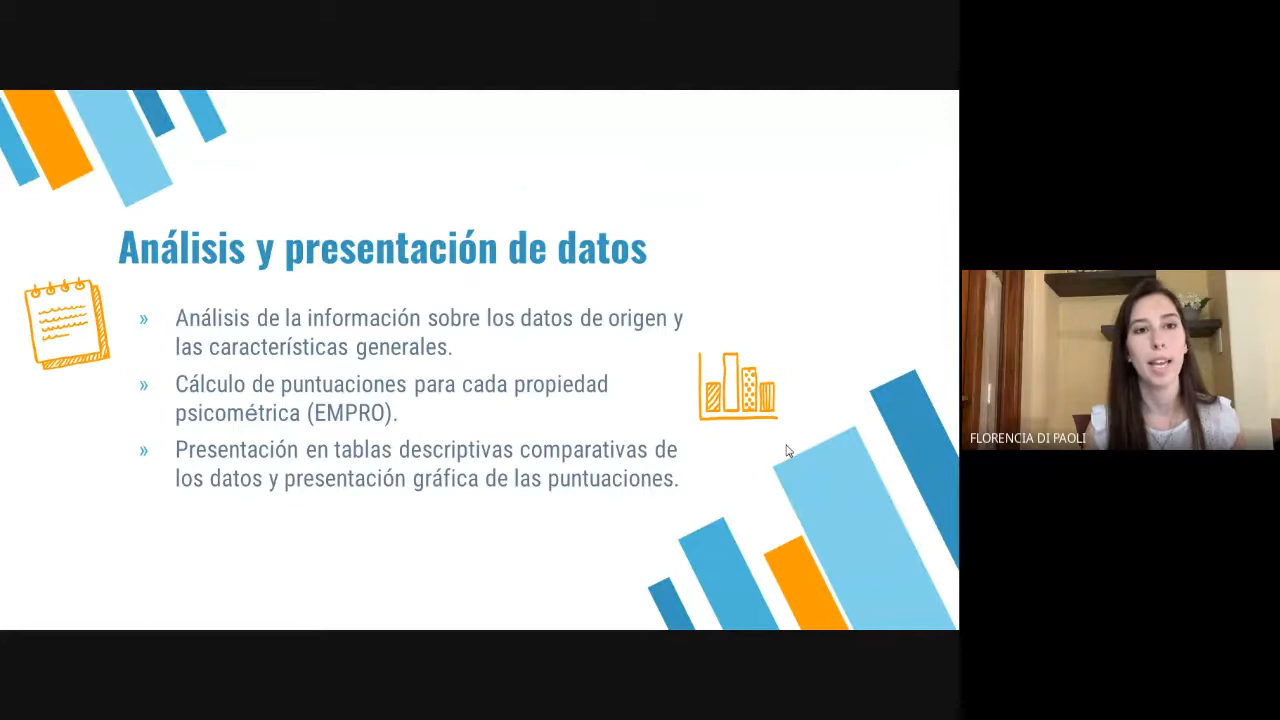 Análisis y presentación de datos
» Análisis de la información sobre los datos de origen y
las características generales.
» Cálculo de puntuaciones para cada propiedad
psicométrica (EMPRO).
» Presentación en tablas descriptivas comparativas de
los datos y presentación gráfica de las puntuaciones.
FLORENCIA DI PAOLI